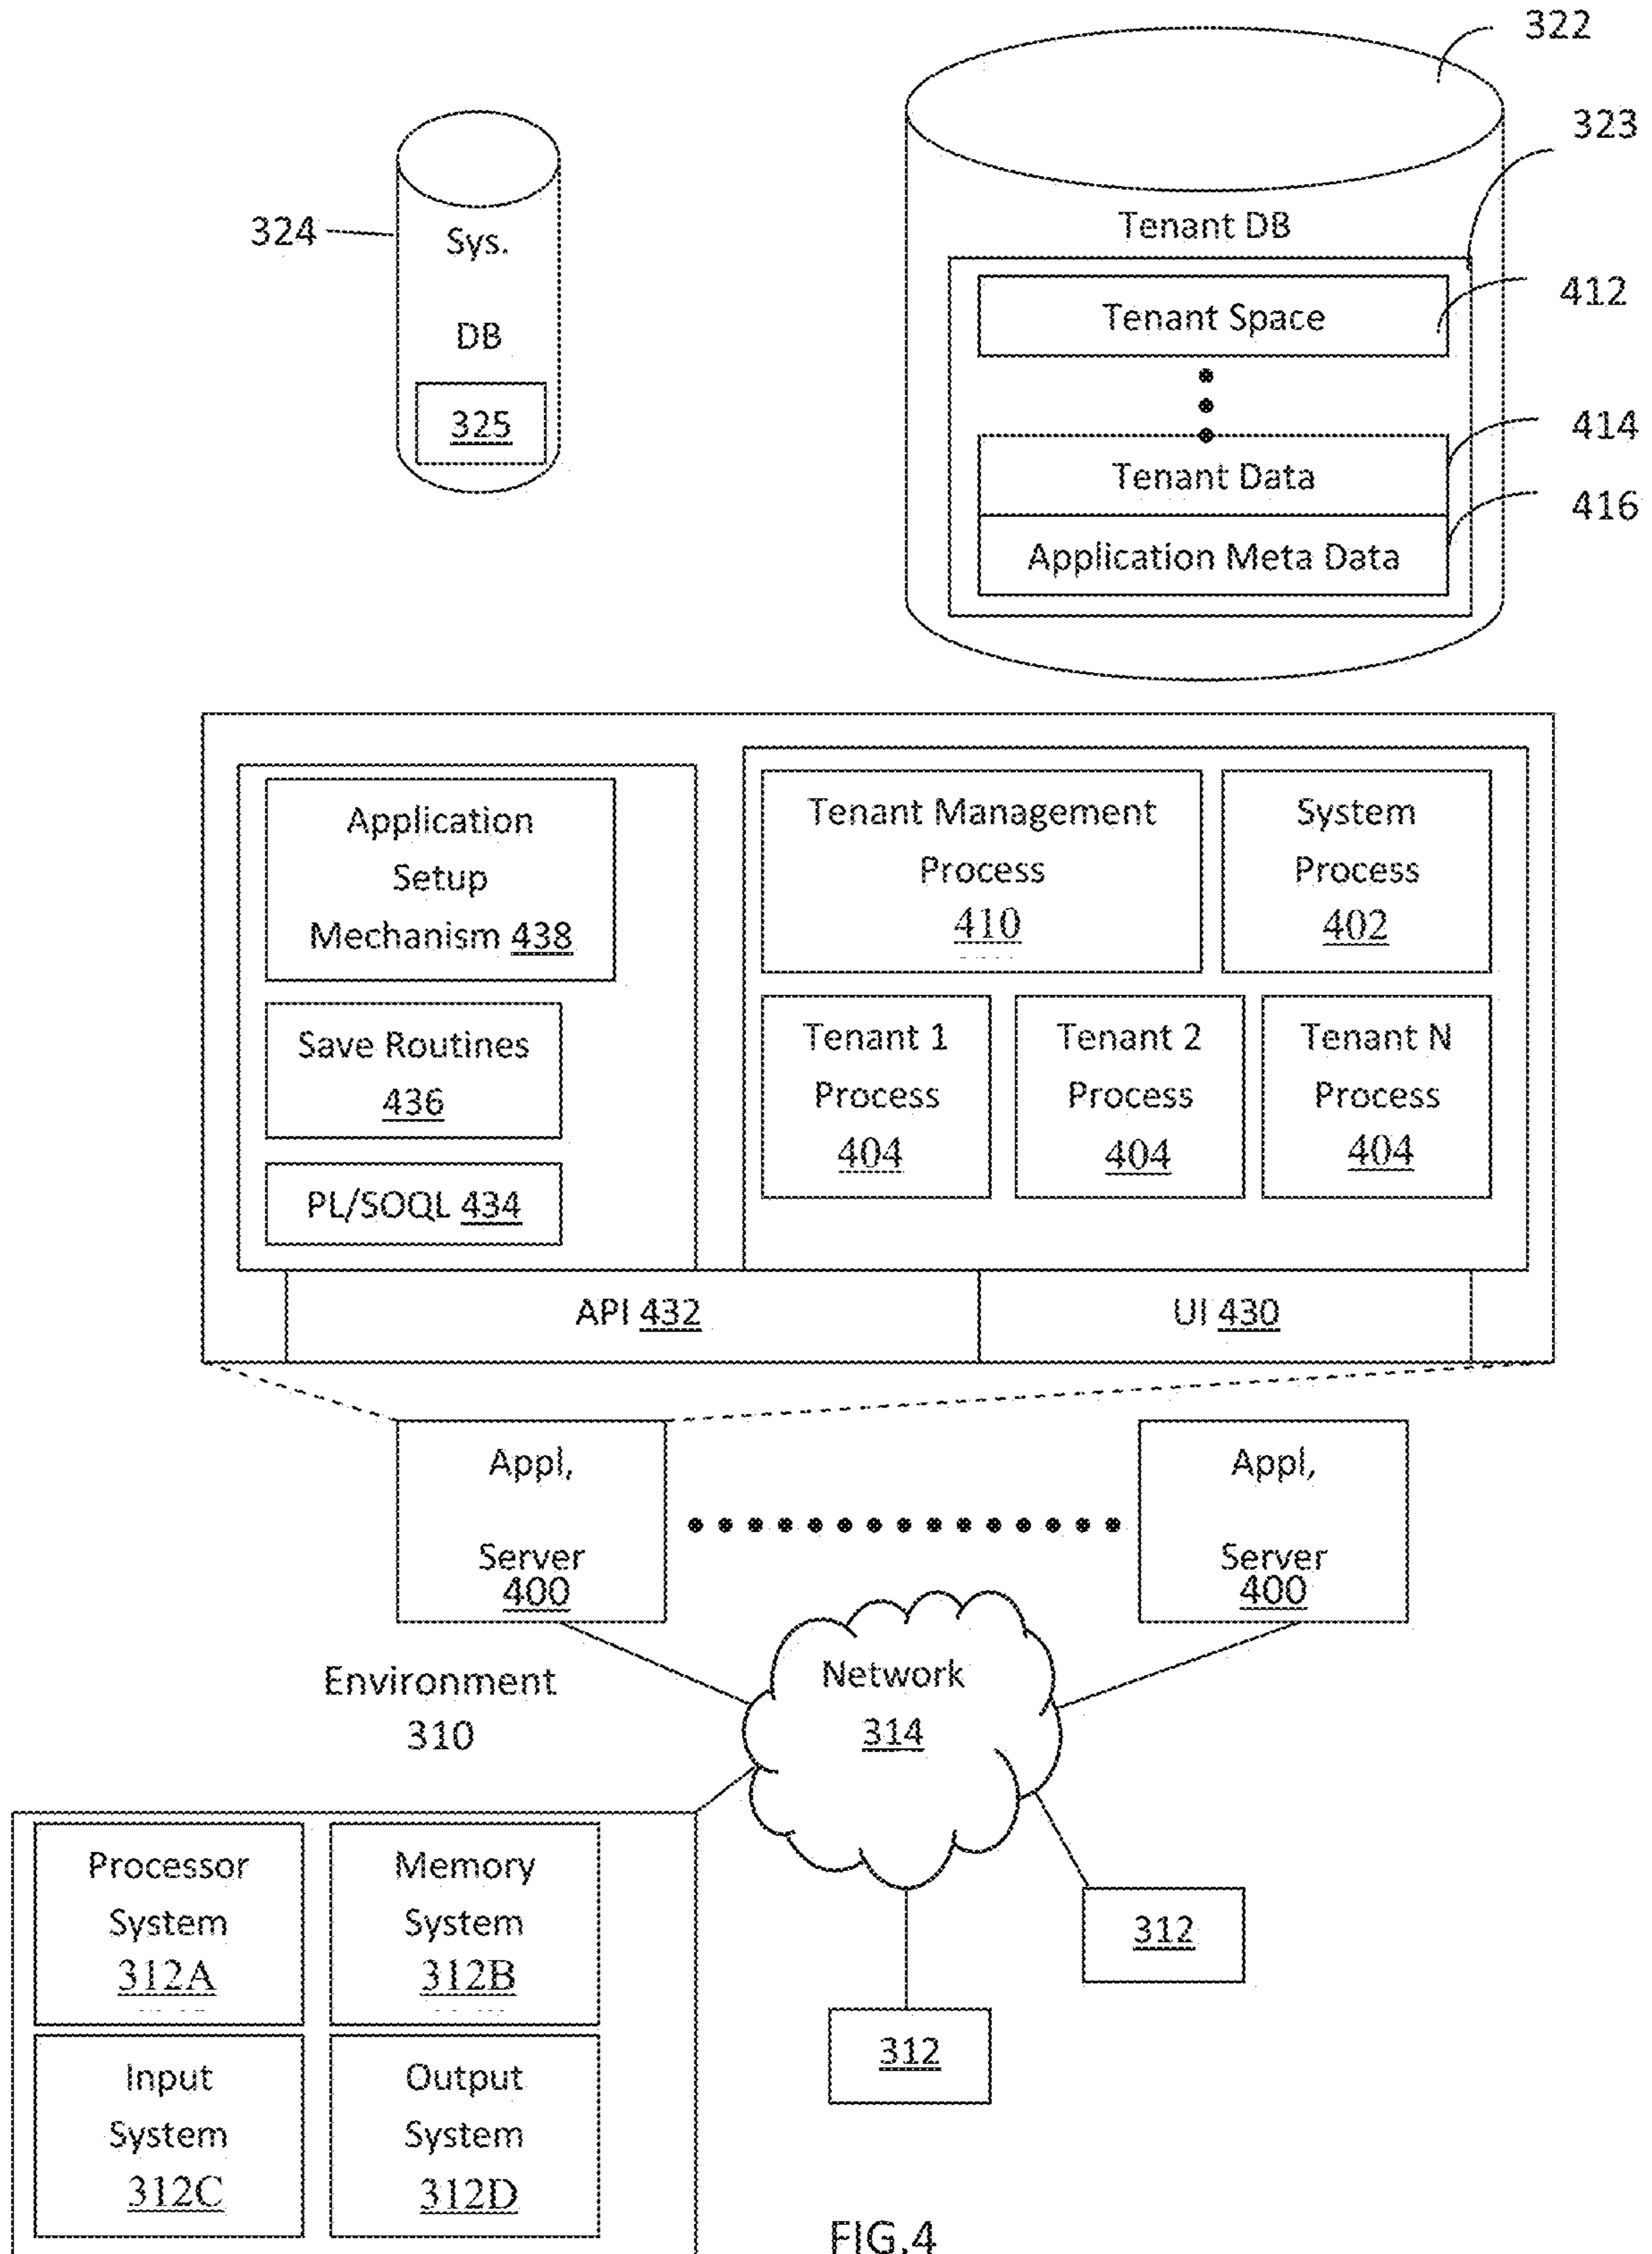 322
323
Tenant DB
324
Sys.
DB
325
Tenant Space
412
Tenant Data
414
Application Meta Data
416
Application
Setup
Mechanism 438
Save Routines
436
PL/SOQL 434
Tenant Management
Process
410
System
Process
402
Tenant 1
Process
404
Tenant 2
Process
404
Tenant N
Process
404
API 432
UI 430
Appl,
Server
400
Appl,
Server
400
Environment
310
Network
314
Processor
System
312A
Memory
System
312B
Input
System
312C
Output
System
312D
312
312
FIG.4